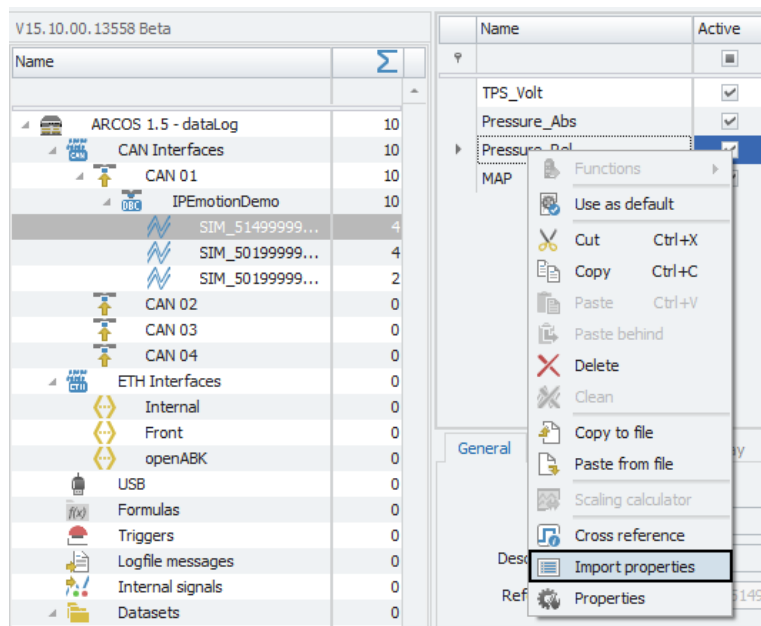 V15.10.00.13558 Beta
Name
ARCOS 1.5 - dataLog 10
CAN Interfaces 10
CAN 01 10
IPEmotionDemo 10
SIM_51499999... 4
SIM_50199999... 4
SIM_50199999... 2
CAN 02 0
CAN 03 0
CAN 04 0
ETH Interfaces 0
Internal 0
Front 0
openABK 0
USB 0
f(x) Formulas 0
Triggers 0
Logfile messages 0
Internal signals 0
Datasets 0
Name Active
TPS_Volt
Pressure_Abs
Pressure_Rel
MAP
Functions
Use as default
Cut Ctrl+X
Copy Ctrl+C
Paste Ctrl+V
Paste behind
Delete
Clean
Copy to file
Paste from file
Scaling calculator
Cross reference
Import properties
Properties
General